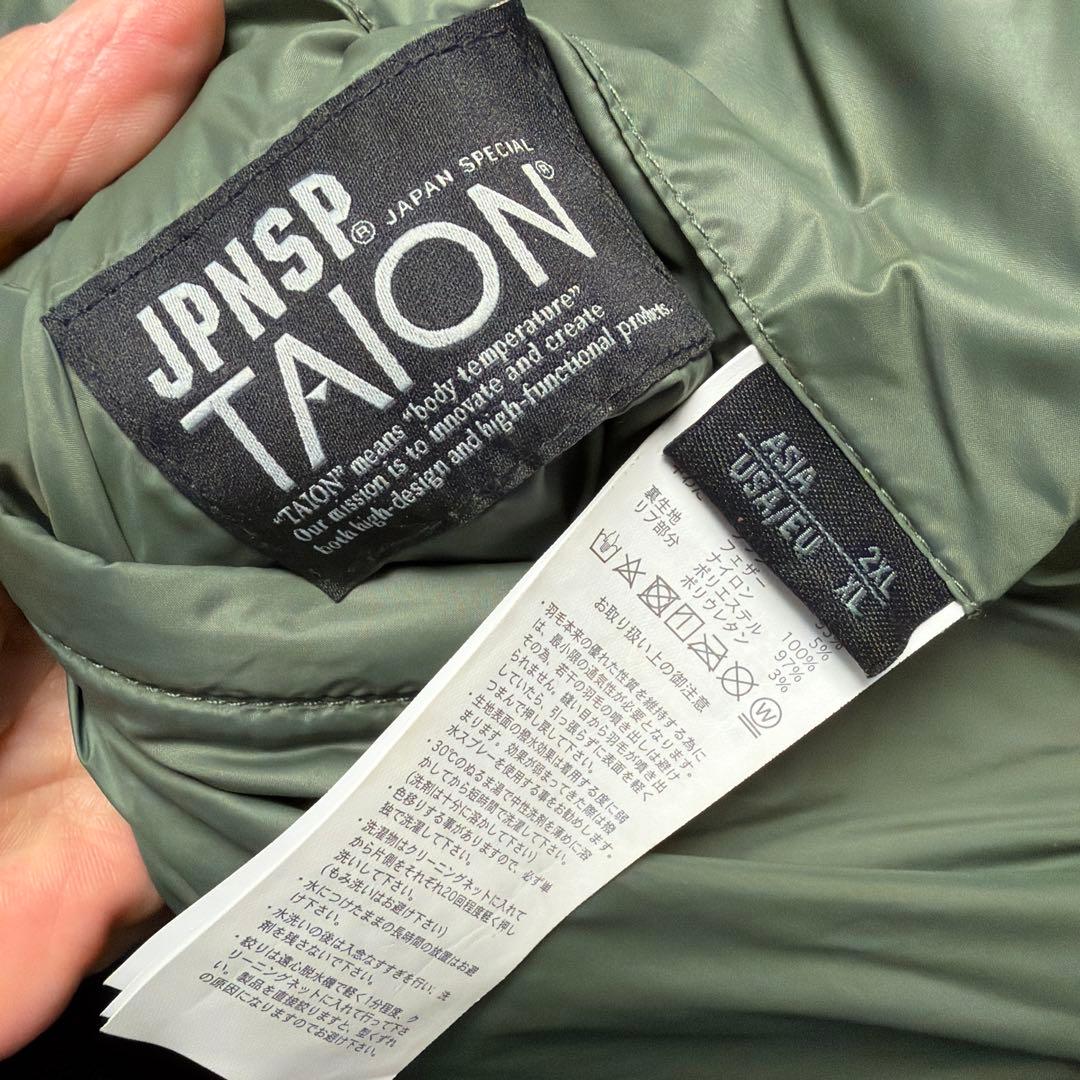 JPNSP® JAPAN SPECIAL
TAION®
"TAION" means "body temperature"
Our mission is to innovate and create
both high-design and high-functional products.
ASIA 2XL
USA/EU XL
裏生地
リブ部分
フェザー 5%
ナイロン 100%
ポリエステル 97%
ポリウレタン 3%
W
お取り扱い上の御注意
・羽毛本来の優れた性質を維持する為に
は、最小限の通気性が必要となります。
その為、若干の羽毛の噴き出しは避け
られません。縫い目から羽毛が噴き出
していたら、引っ張らずに表面を軽く
つまんで押し戻して下さい。
・生地表面の撥水効果は着用する度に弱
まります。効果が弱まってきた際は撥
水スプレーを使用する事をお勧めします。
・30℃のぬるま湯で中性洗剤を薄めに溶
かしてから短時間で洗濯して下さい。
(洗剤は十分に溶かして下さい)
・色移りする事がありますので、必ず単
独で洗濯して下さい。
・洗濯物はクリーニングネットに入れて
から片側をそれぞれ20回程度軽く押し
洗いして下さい。
(もみ洗いはお避け下さい)
・水につけたままの長時間の放置はお避
け下さい。
・水洗いの後は入念なすすぎを行い、洗
剤を残さないで下さい。
・絞りは遠心脱水機で軽く1分程度、ク
リーニングネットに入れて行って下さ
い。製品を直接絞りますと、型くずれ
の原因になりますのでお避け下さい。